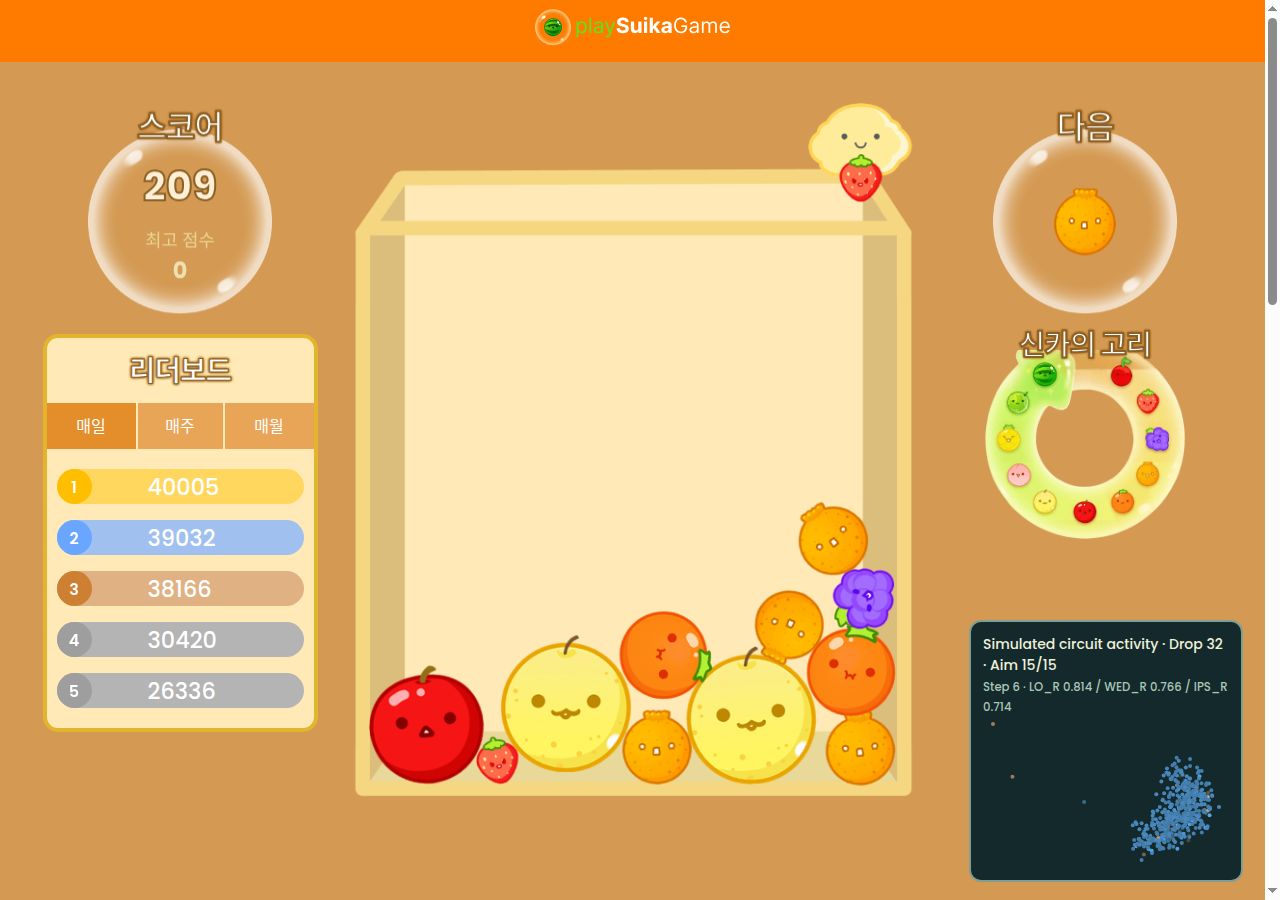 playSuikaGame
스코어
209
최고 점수
0
리더보드
매일 매주 매월
1 40005
2 39032
3 38166
4 30420
5 26336
다음
신카의 고리
Simulated circuit activity · Drop 32
· Aim 15/15
Step 6 · LO_R 0.814 / WED_R 0.766 / IPS_R
0.714